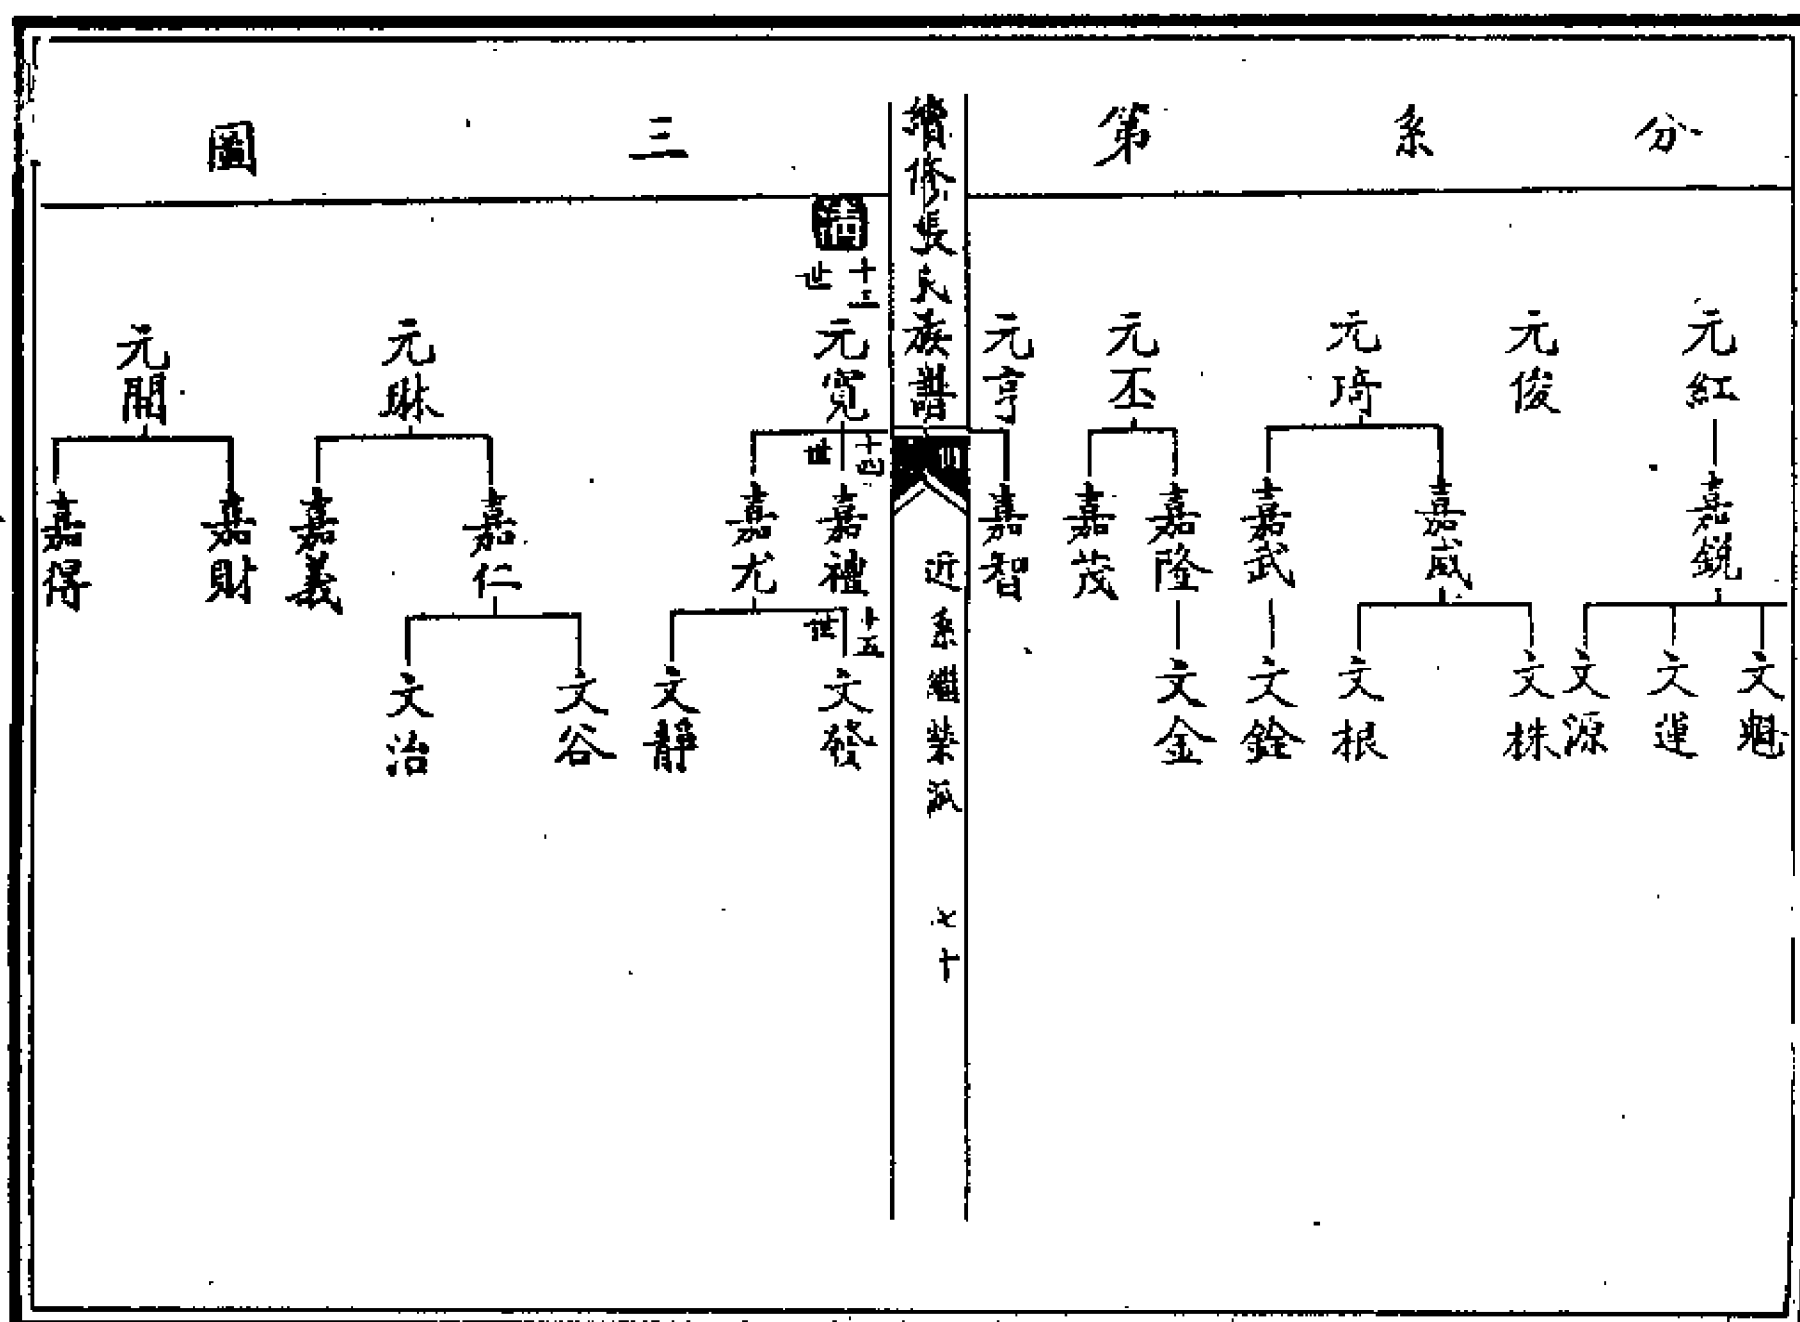 分系第三圖
續修張氏族譜
四
近系繼榮派
七十
元紅
元俊
元琦
元丕
元亨
嘉銳
嘉威
嘉武
嘉隆
嘉茂
嘉智
文魁
文運
文源
文株
文根
文銓
文金
清
十三世
元寬
元琳
元開
十四世
嘉禮
嘉尤
嘉仁
嘉義
嘉財
嘉得
十五世
文發
文靜
文谷
文治